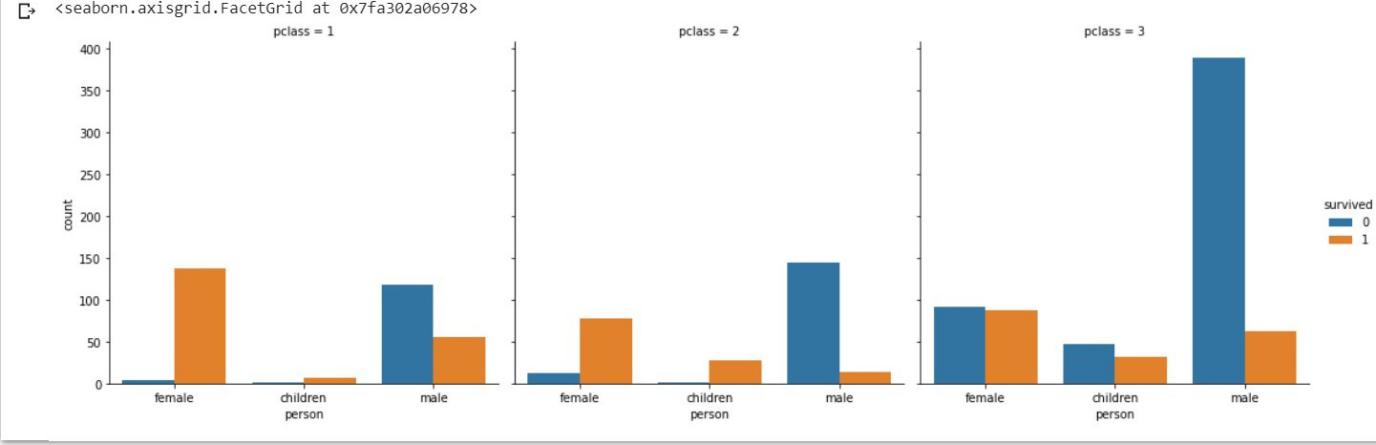 <seaborn.axisgrid.FacetGrid at 0x7fa302a06978>
pclass = 1 pclass = 2 pclass = 3
400
350
300
250
200
150
100
50
0
count
female children male female children male female children male
person person person
survived
0
1